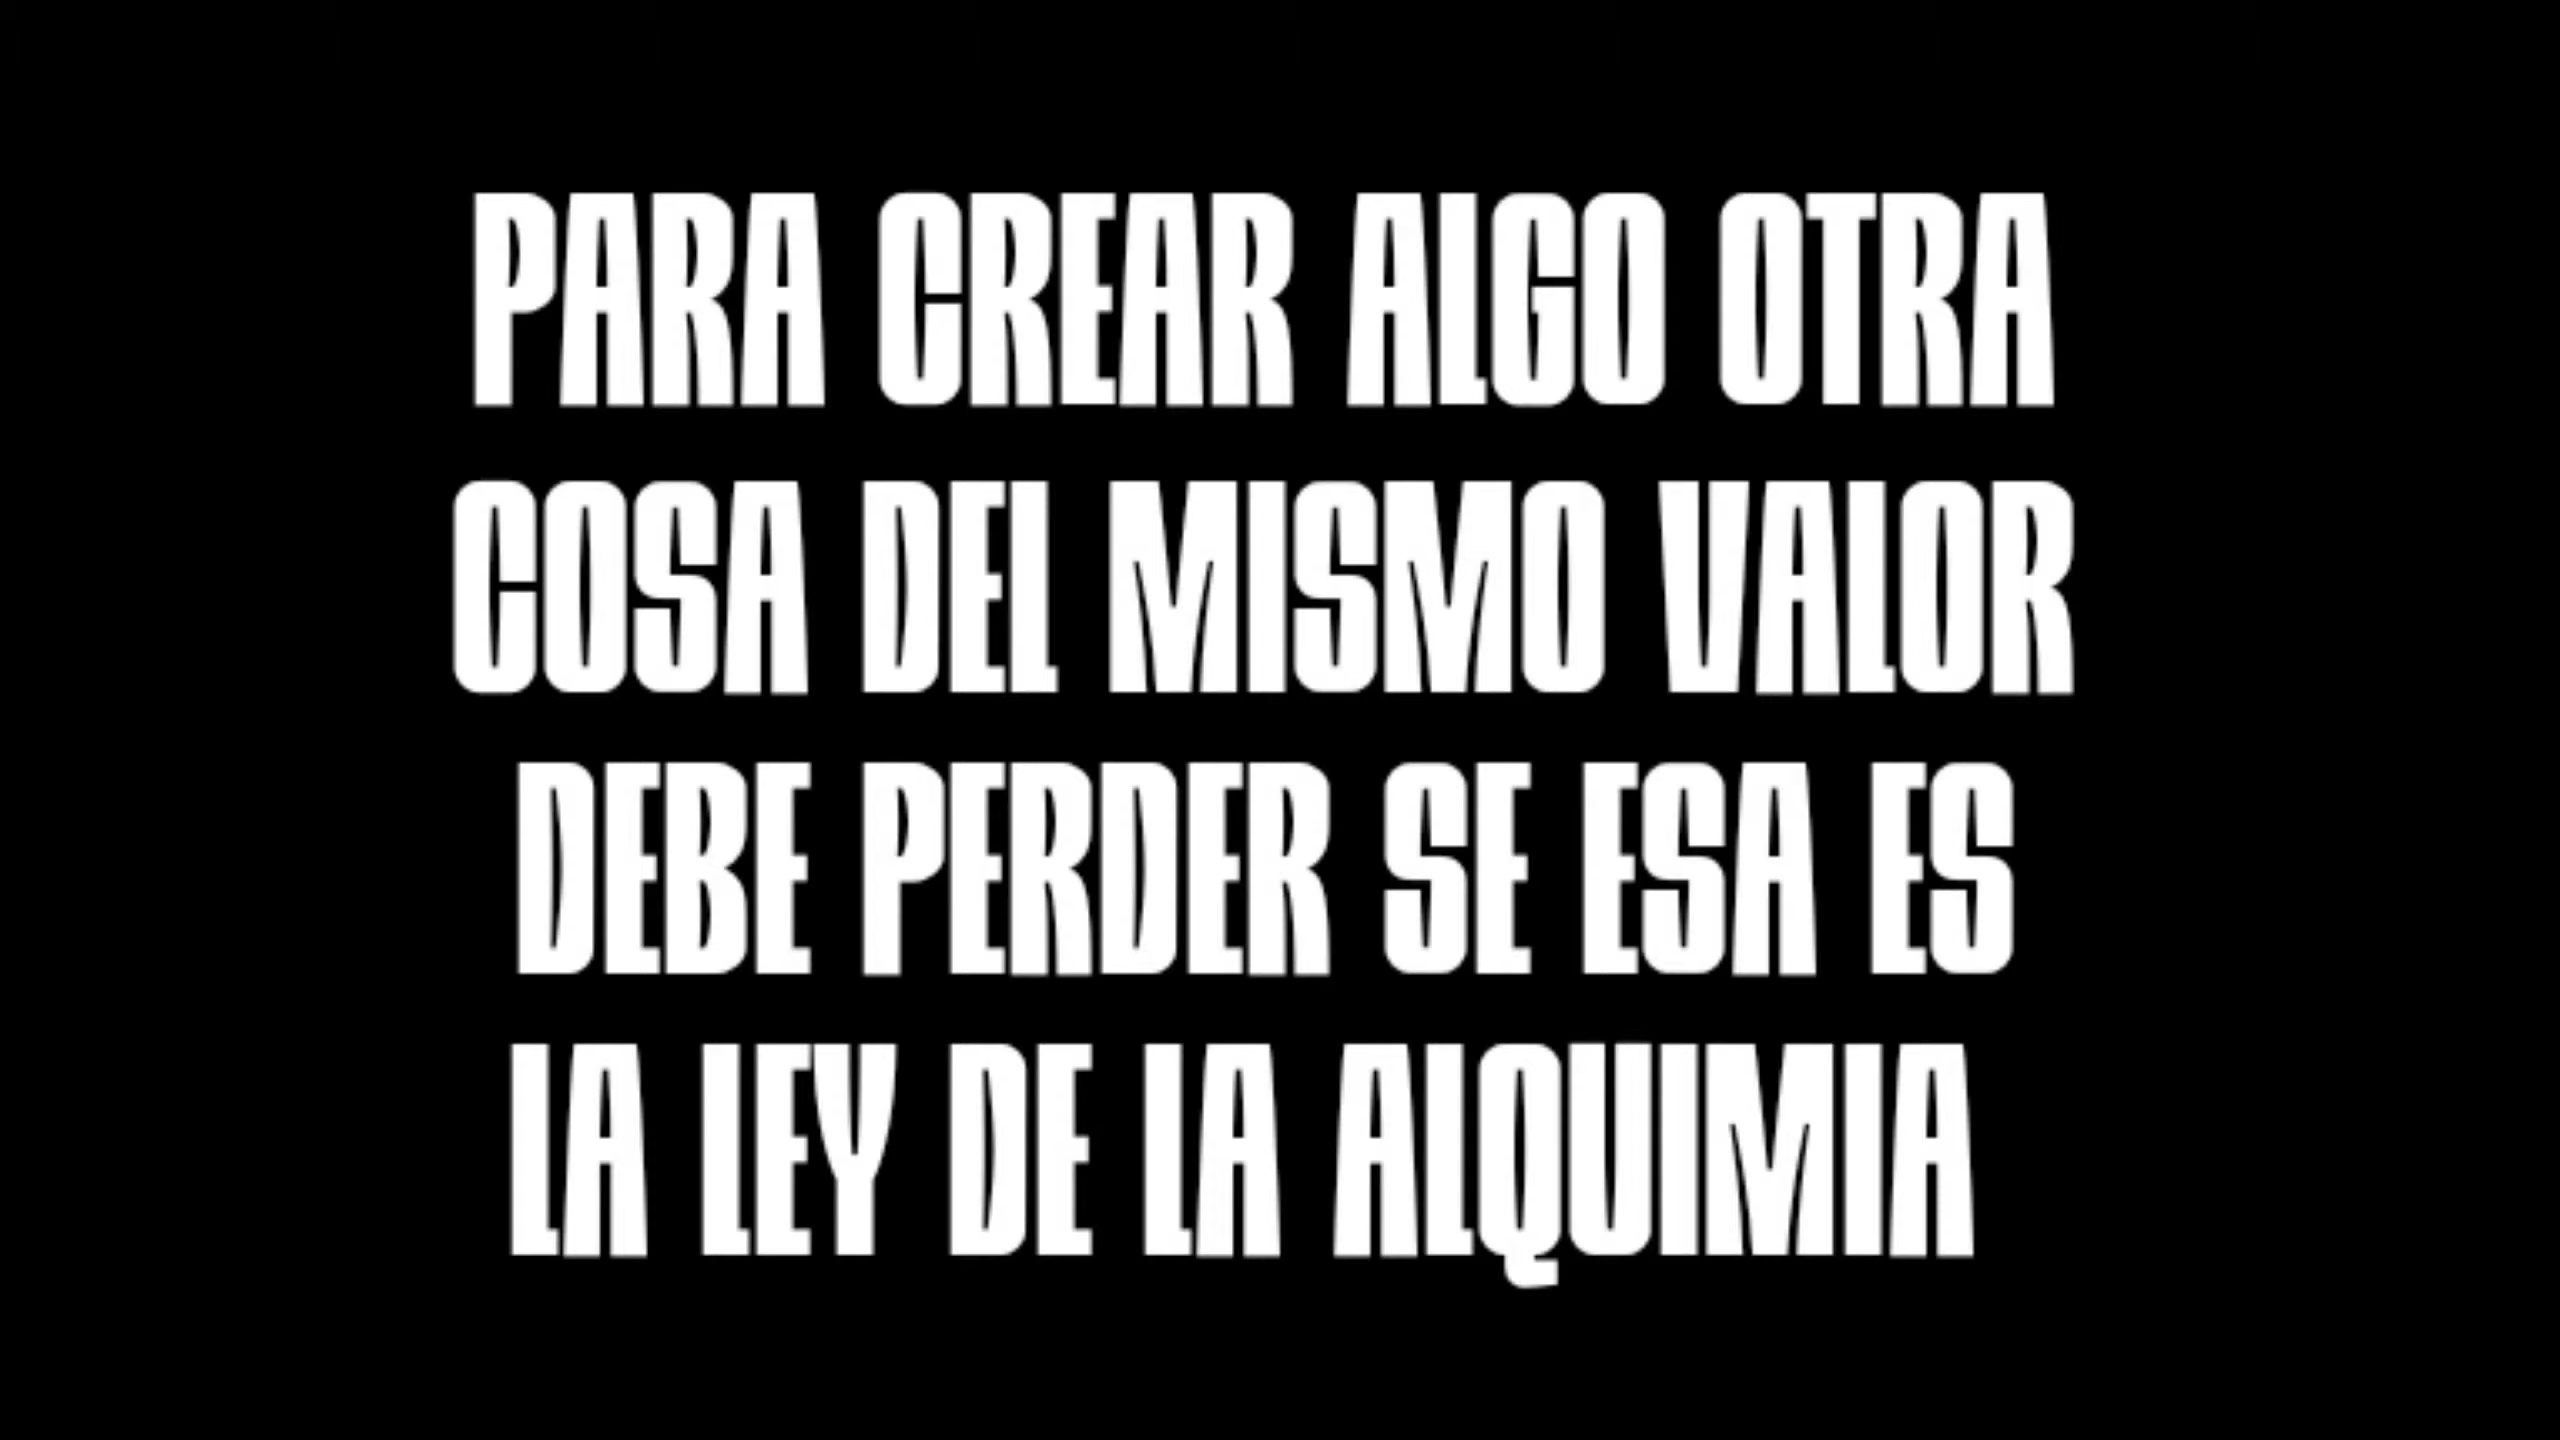 PARA CREAR ALGO OTRA
COSA DEL MISMO VALOR
DEBE PERDER SE ESA ES
LA LEY DE LA ALQUIMIA